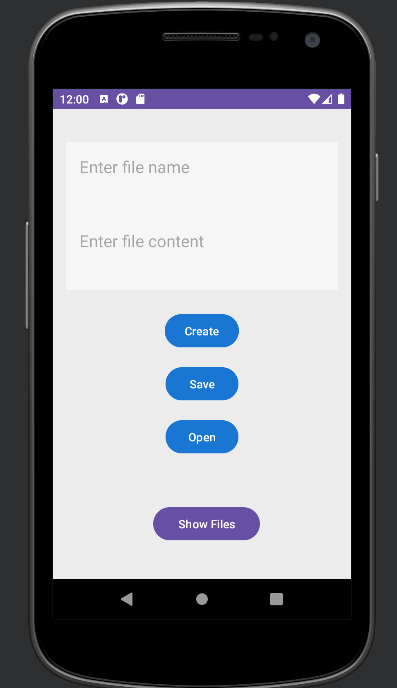 12:00
Enter file name
Enter file content
Create
Save
Open
Show Files